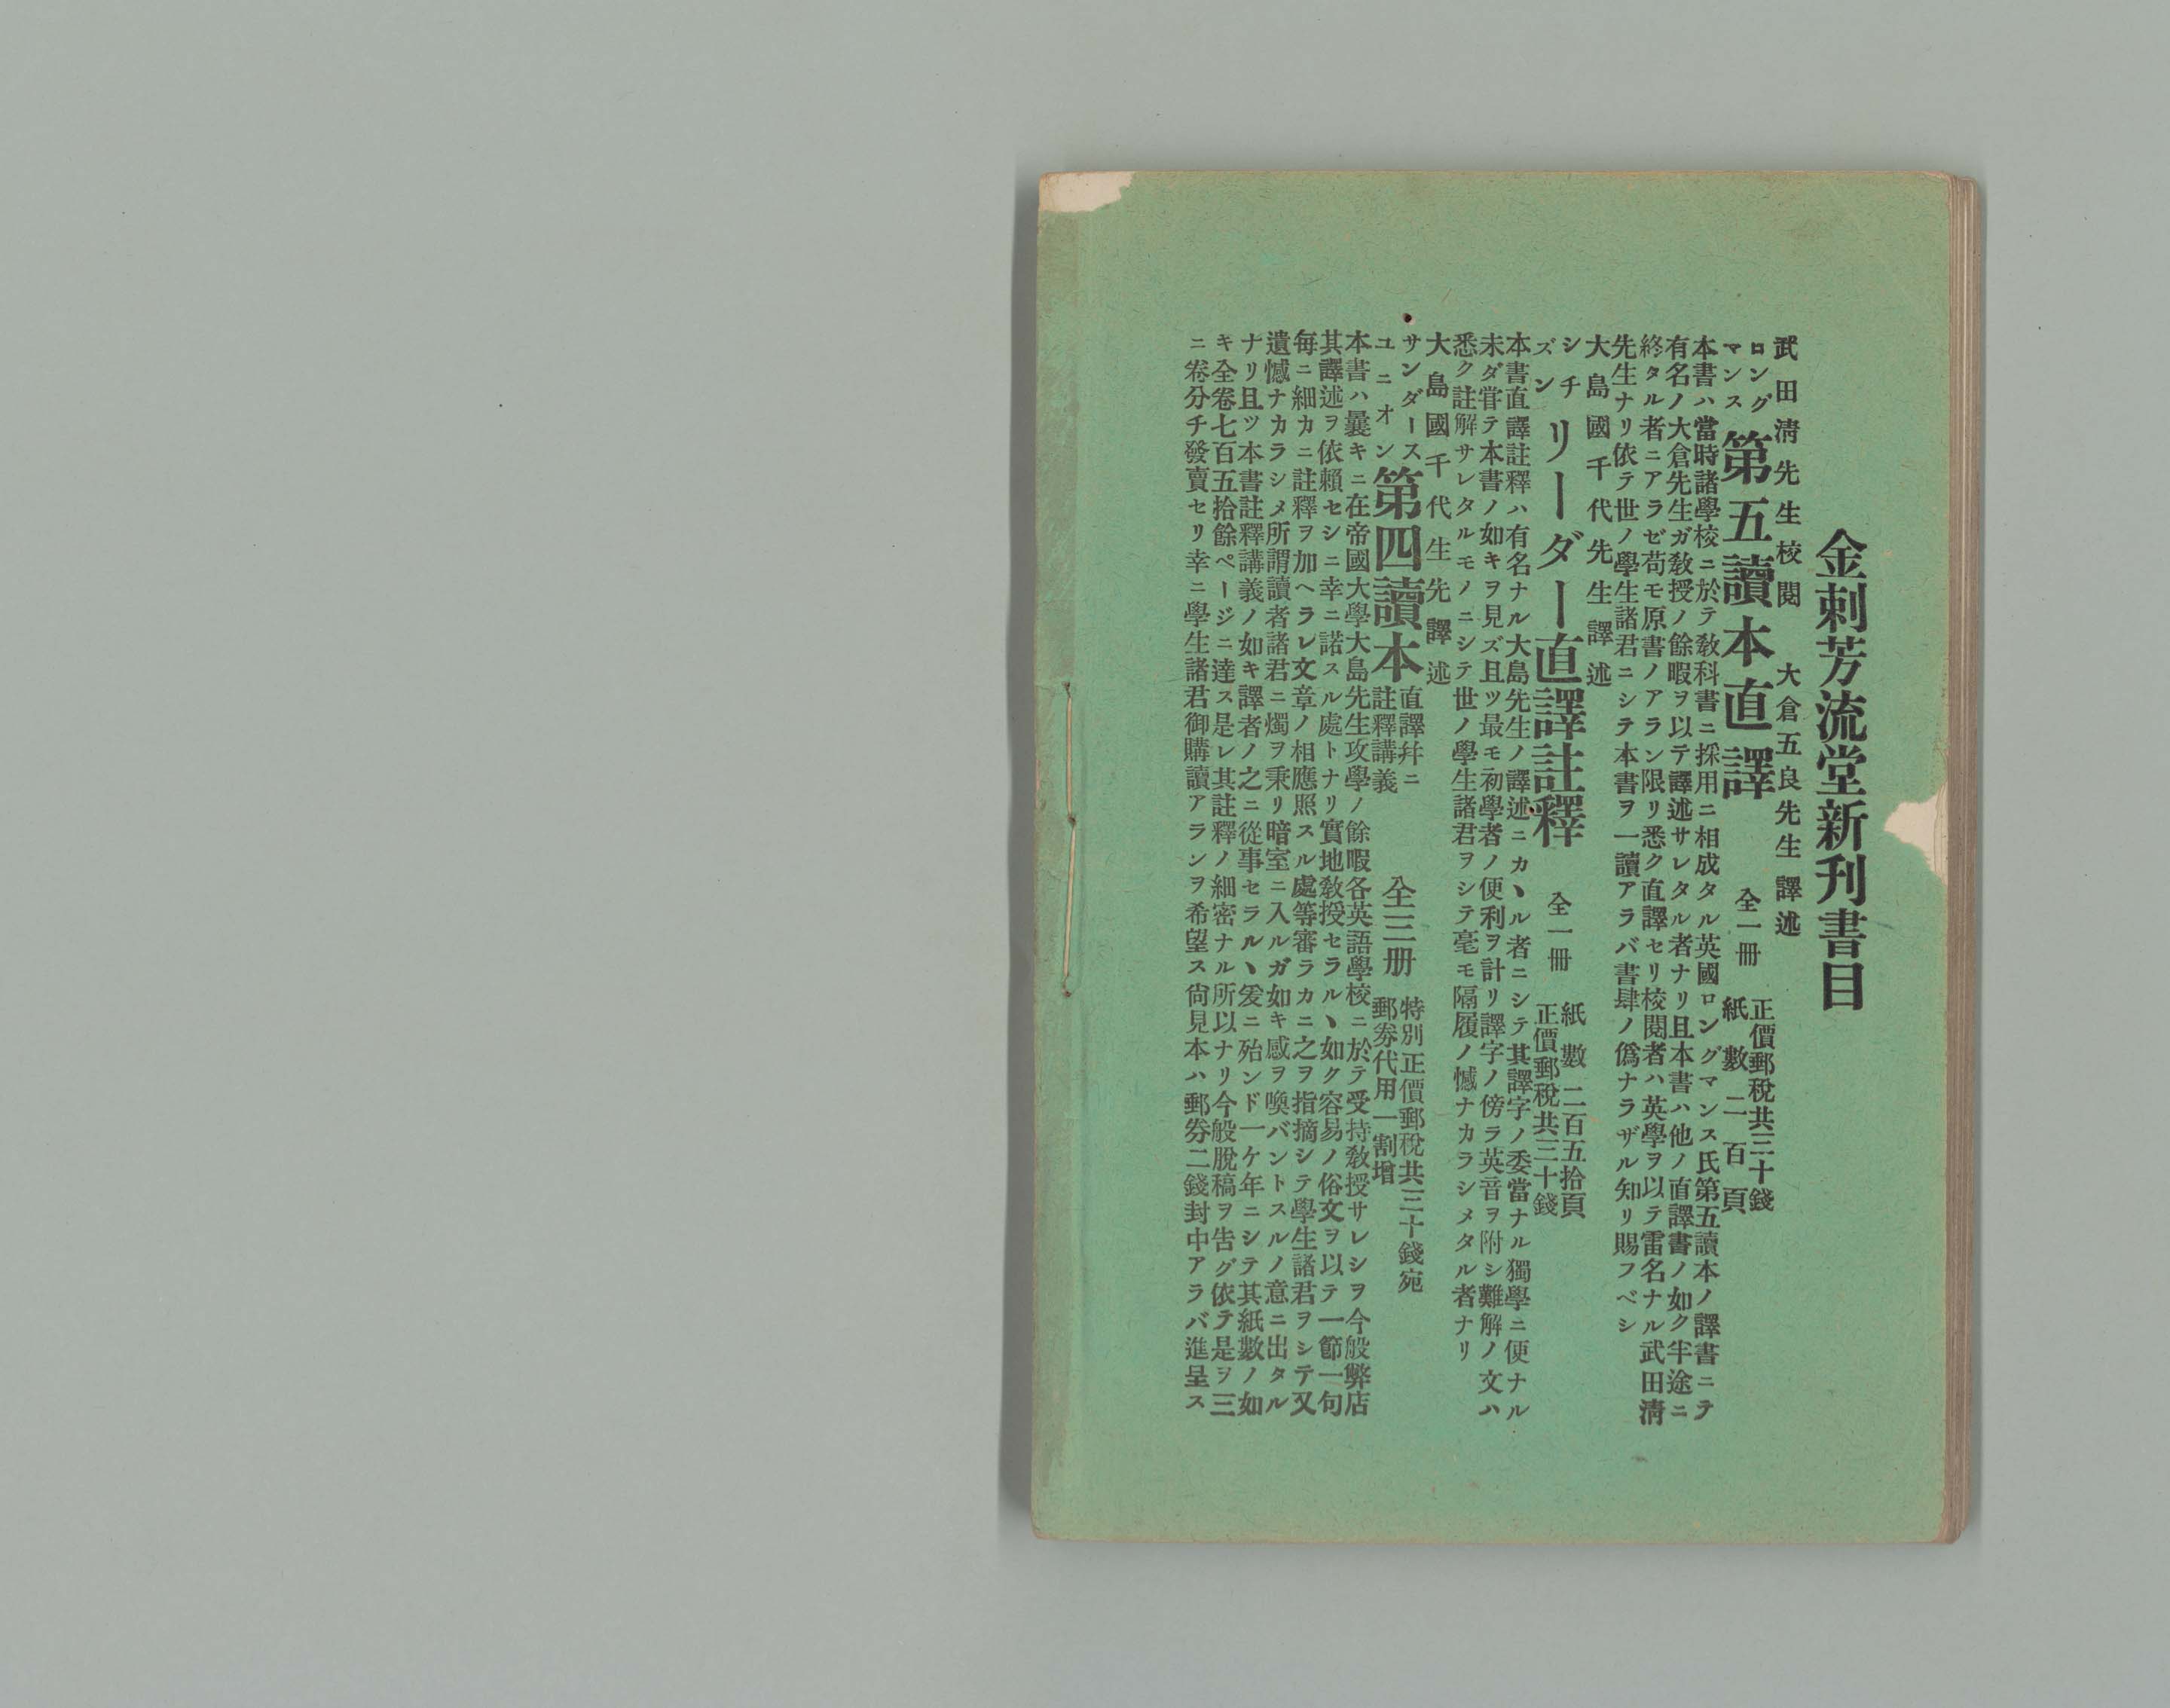 金刺芳流堂新刊書目
武田淸先生校閱　大倉五良先生譯述
ロングマンス　第五讀本直譯　全一冊　正價郵稅共三十錢　紙數二百頁
本書ハ當時諸學校ニ於テ敎科書ニ採用ニ相成タル英國ロングマンス氏第五讀本ノ譯書ニテ
有名ノ大倉先生ガ敎授ノ餘暇ヲ以テ譯述サレタル者ナリ且本書ハ他ノ直譯書ノ如ク半途ニ
終タル者ニアラゼ苟モ原書ノアラン限リ悉ク直譯セリ校閱者ハ英學ヲ以テ雷名ナル武田淸
先生ナリ依テ世ノ學生諸君ニシテ本書ヲ一讀アラバ書肆ノ僞ナラザル知リ賜フベシ
大島國千代先生譯述
シチズン　リーダー直譯註釋　全一冊　紙數二百五拾頁　正價郵稅共三十錢
本書直譯註釋ハ有名ナル大島先生ノ譯述ニカヽル者ニシテ其譯字ノ委當ナル獨學ニ便ナル
未ダ甞テ本書ノ如キヲ見ズ且ツ最モ初學者ノ便利ヲ計リ譯字ノ傍ラ英音ヲ附シ難解ノ文ハ
悉ク註解サレタルモノニシテ世ノ學生諸君ヲシテ毫モ隔履ノ憾ナカラシメタル者ナリ
大島國千代生先譯述
サンダースユニオン　第四讀本　直譯幷ニ註釋講義　全三册　特別正價郵稅共三十錢宛　郵券代用一割增
本書ハ曩キニ在帝國大學大島先生攻學ノ餘暇各英語學校ニ於テ受持敎授サレシヲ今般弊店
其譯述ヲ依賴セシニ幸ニ諾スル處トナリ實地敎授セラルヽ如ク容易ノ俗文ヲ以テ一節一句
每ニ細カニ註釋ヲ加ヘラレ文章ノ相應照スル處等審ラカニ之ヲ指摘シテ學生諸君ヲシテ又
遺憾ナカラシメ所謂讀者諸君ニ燭ヲ秉リ暗室ニ入ルガ如キ感ヲ喚バントスルノ意ニ出タル
ナリ且ツ本書註釋講義ノ如キ譯者ノ之ニ從事セラルヽ爰ニ殆ンド一ケ年ニシテ其紙數ノ如
キ全卷七百五拾餘ページニ達ス是レ其註釋ノ細密ナル所以ナリ今般脫稿ヲ告グ依テ是ヲ三
ニ卷分チ發賣セリ幸ニ學生諸君御購讀アランヲ希望ス尙見本ハ郵券二錢封中アラバ進呈ス